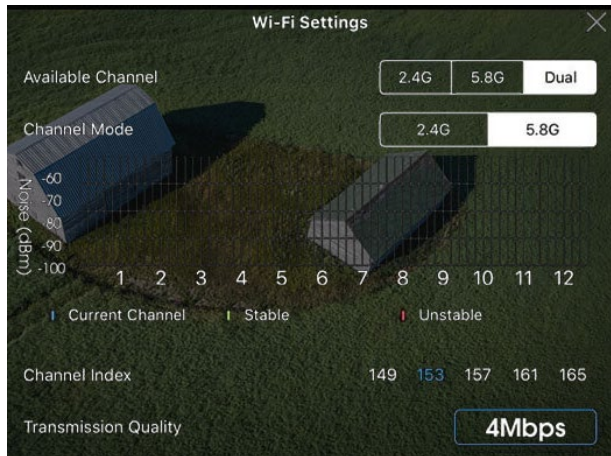 Wi-Fi Settings
Available Channel 2.4G 5.8G Dual
Channel Mode 2.4G 5.8G
Noise (dBm)
-60
-70
-80
-90
-100
1 2 3 4 5 6 7 8 9 10 11 12
Current Channel Stable Unstable
Channel Index 149 153 157 161 165
Transmission Quality 4Mbps